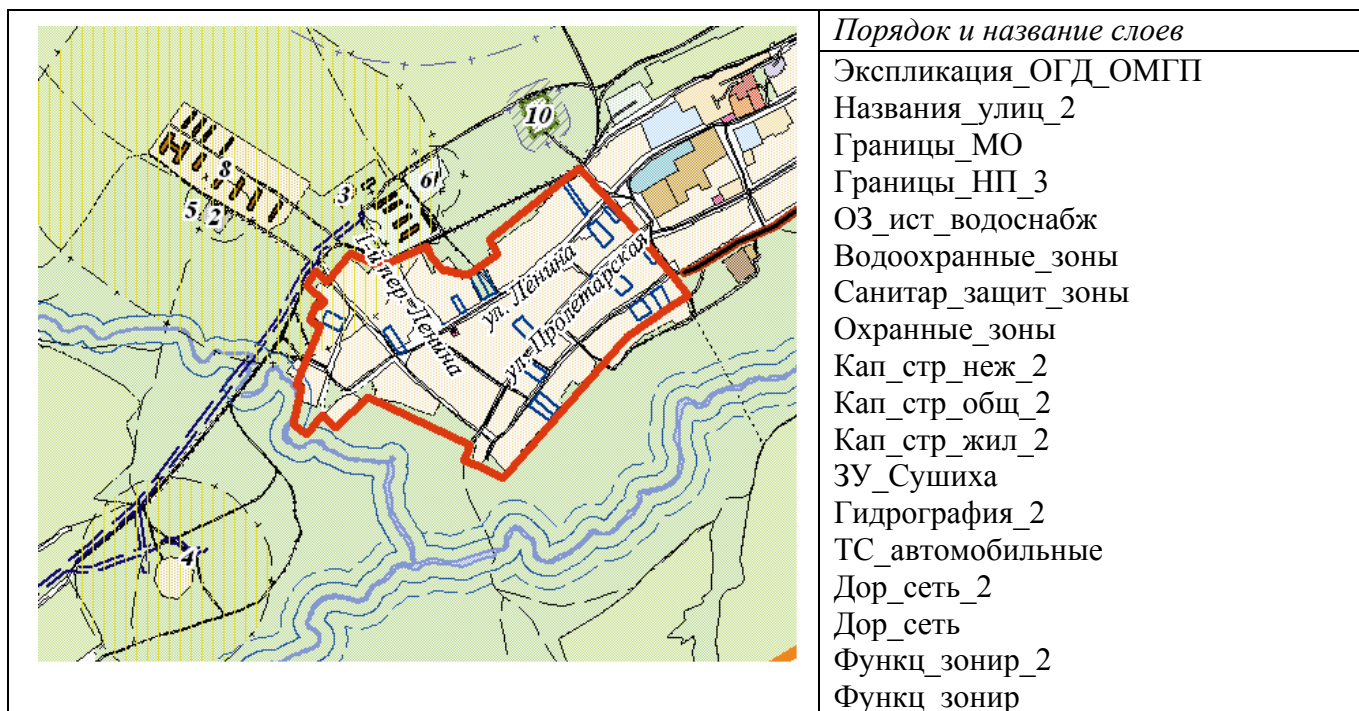 Порядок и название слоев
Экспликация_ОГД_ОМГП
Названия_улиц_2
Границы_МО
Границы_НП_3
ОЗ_ист_водоснабж
Водоохранные_зоны
Санитар_защит_зоны
Охранные_зоны
Кап_стр_неж_2
Кап_стр_общ_2
Кап_стр_жил_2
ЗУ_Сушиха
Гидрография_2
ТС_автомобильные
Дор_сеть_2
Дор_сеть
Функц_зонир_2
Функц_зонир
10
8
3
6
5
2
ул. Ленина
ул. Пролетарская
1-й пер. Ленина
4